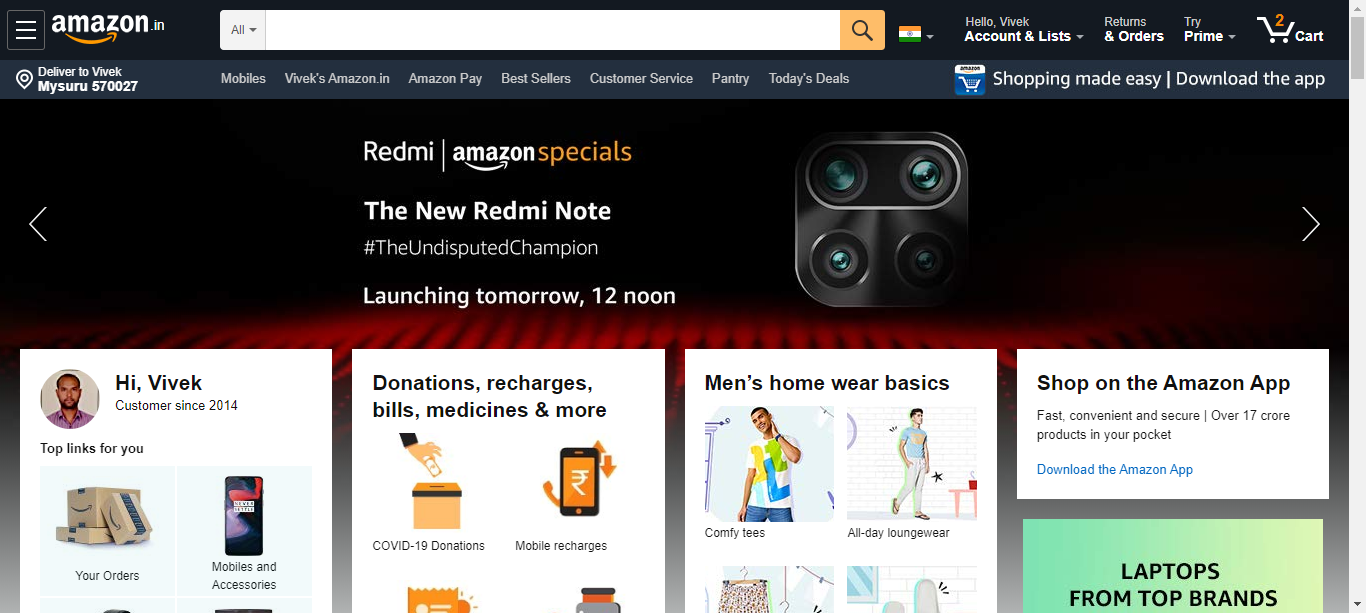 amazon.in
All
Hello, Vivek
Account & Lists
Returns
& Orders
Try
Prime
2
Cart
Deliver to Vivek
Mysuru 570027
Mobiles
Vivek's Amazon.in
Amazon Pay
Best Sellers
Customer Service
Pantry
Today's Deals
amazon
Shopping made easy | Download the app
Redmi | amazonspecials
The New Redmi Note
#TheUndisputedChampion
Launching tomorrow, 12 noon
Hi, Vivek
Customer since 2014
Top links for you
NEVER
SETTLE
Your Orders
Mobiles and
Accessories
Donations, recharges,
bills, medicines & more
₹
COVID-19 Donations
Mobile recharges
Men’s home wear basics
Comfy tees
All-day loungewear
Shop on the Amazon App
Fast, convenient and secure | Over 17 crore
products in your pocket
Download the Amazon App
LAPTOPS
FROM TOP BRANDS